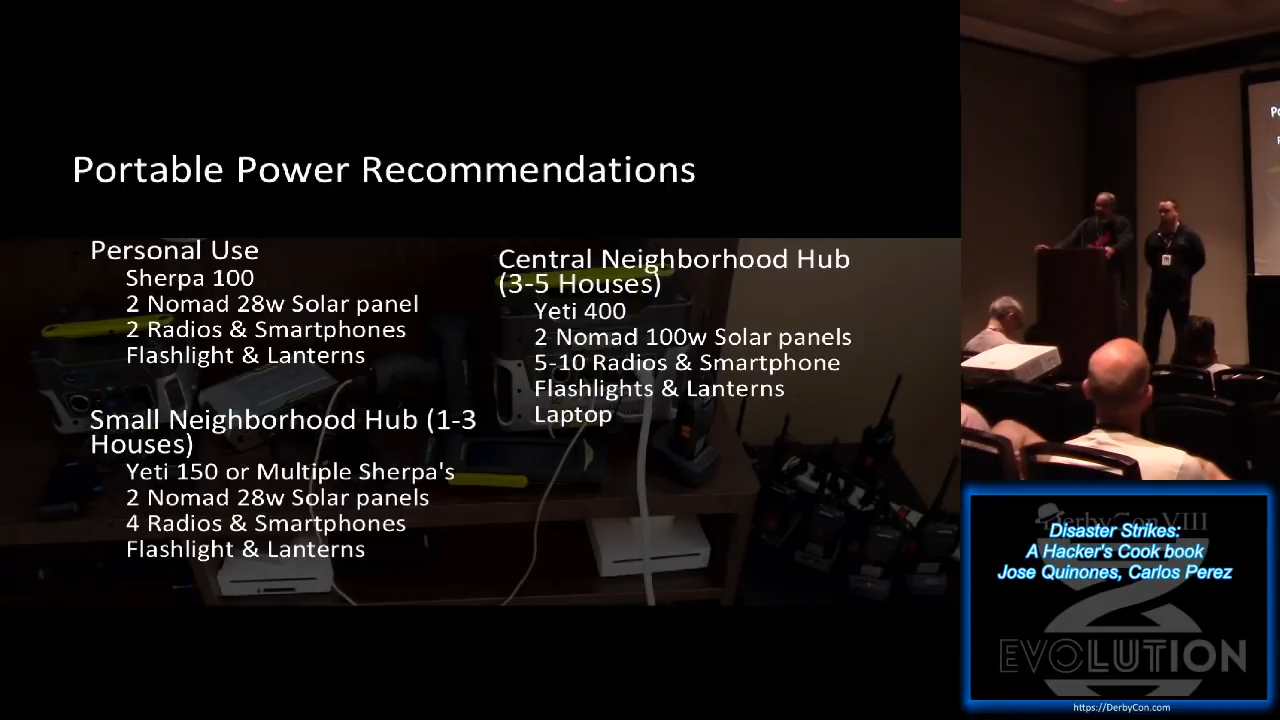 Portable Power Recommendations
Personal Use
Sherpa 100
2 Nomad 28w Solar panel
2 Radios & Smartphones
Flashlight & Lanterns
Small Neighborhood Hub (1-3
Houses)
Yeti 150 or Multiple Sherpa's
2 Nomad 28w Solar panels
4 Radios & Smartphones
Flashlight & Lanterns
Central Neighborhood Hub
(3-5 Houses)
Yeti 400
2 Nomad 100w Solar panels
5-10 Radios & Smartphone
Flashlights & Lanterns
Laptop
DerbyCon VIII
Disaster Strikes:
A Hacker's Cook book
Jose Quinones, Carlos Perez
EVOLUTION
https://DerbyCon.com